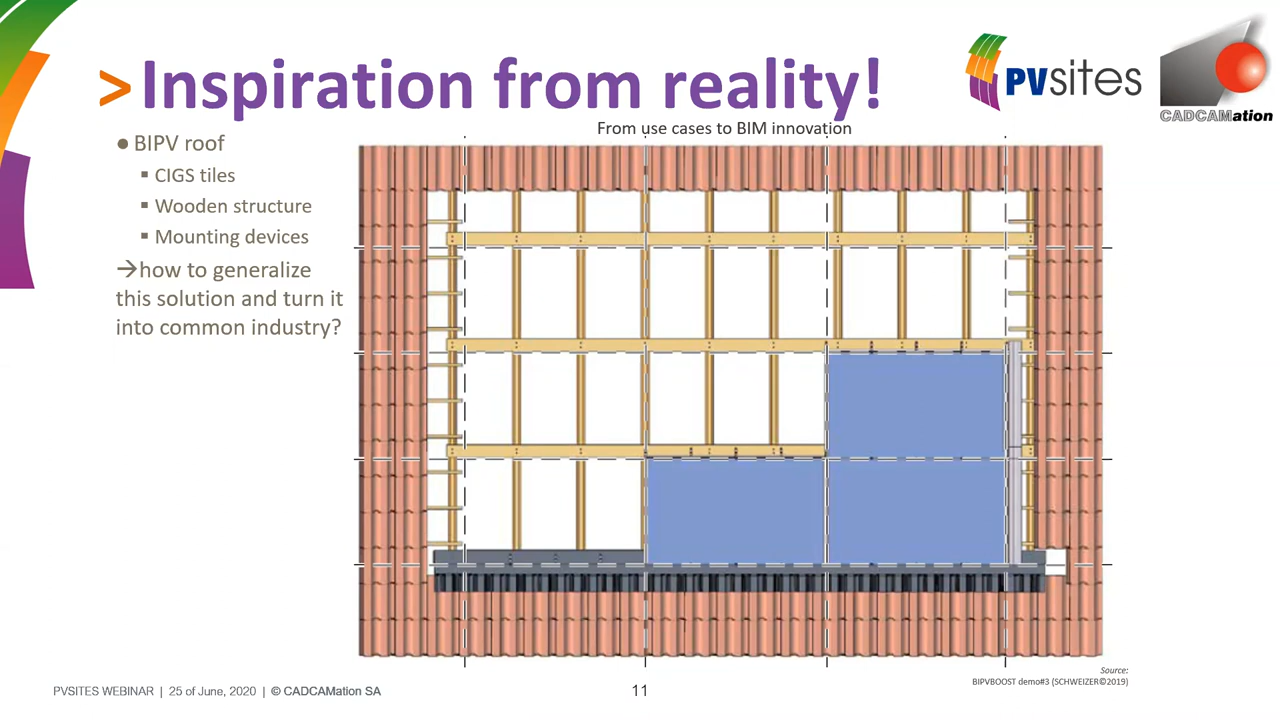 >Inspiration from reality!
PVSITES
CADCAMation
From use cases to BIM innovation
● BIPV roof
▪ CIGS tiles
▪ Wooden structure
▪ Mounting devices
→how to generalize
this solution and turn it
into common industry?
Source:
BIPVBOOST demo#3 (SCHWEIZER©2019)
PVSITES WEBINAR | 25 of June, 2020 | © CADCAMation SA
11